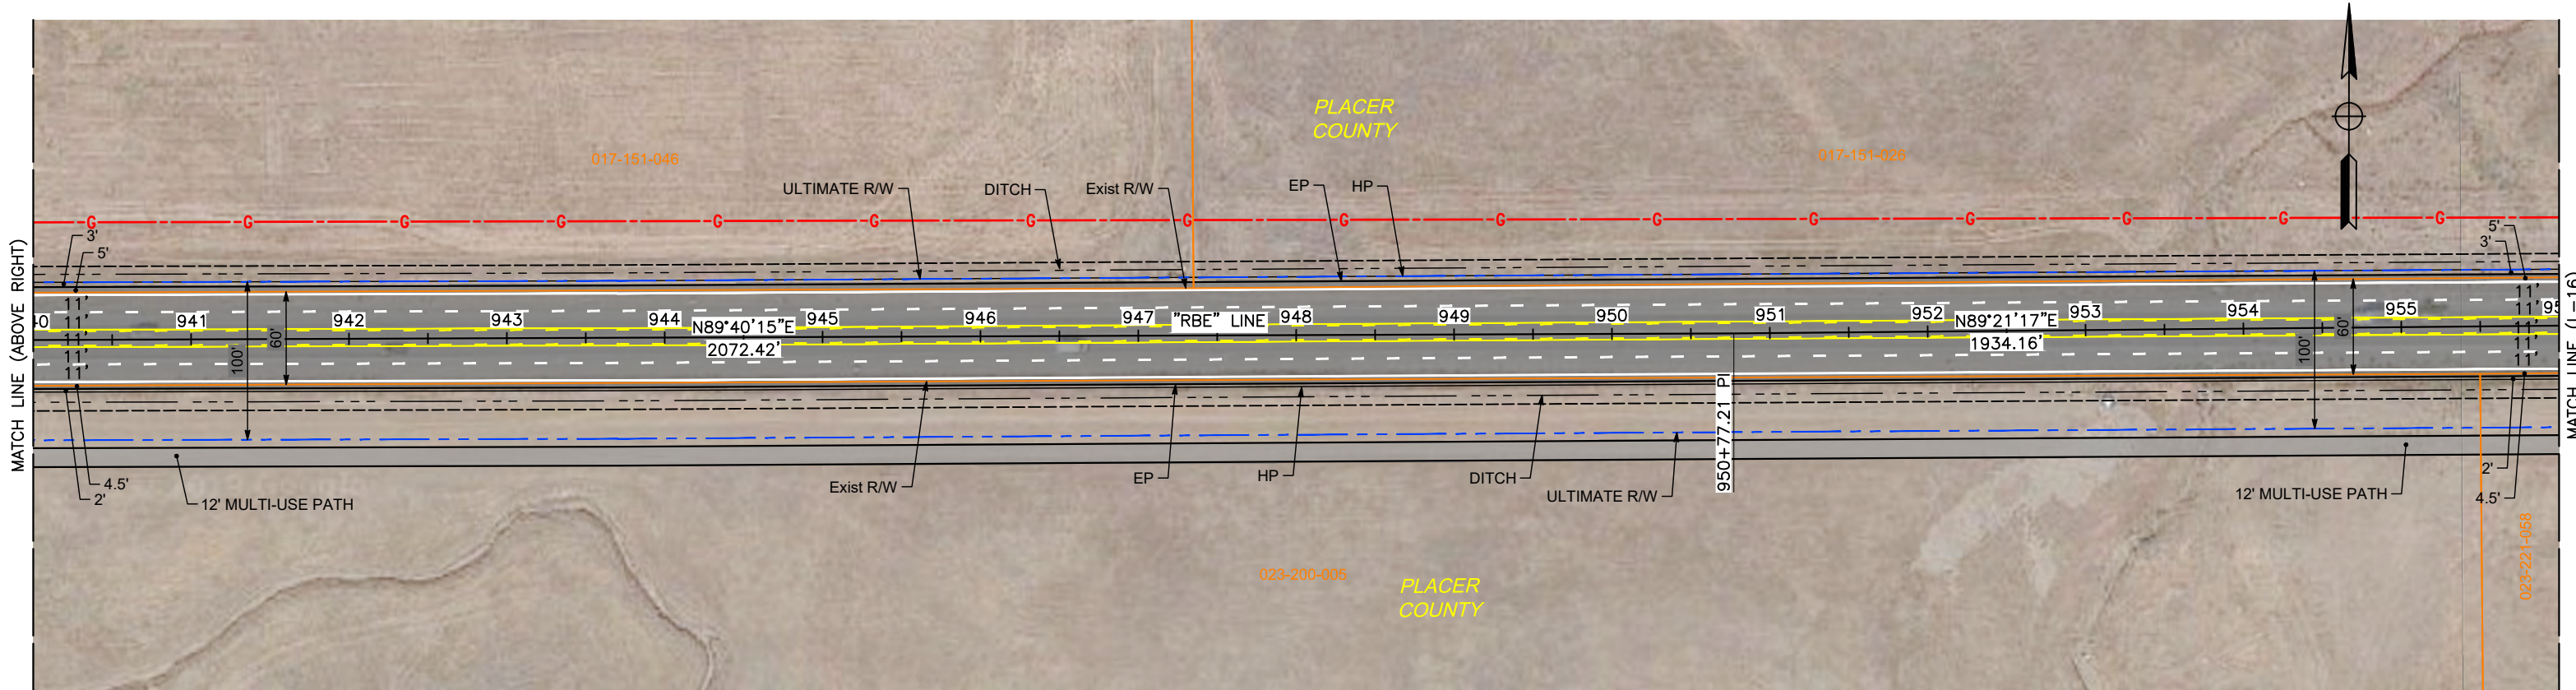 PLACER
COUNTY
017-151-046
017-151-026
ULTIMATE R/W
DITCH
Exist R/W
EP
HP
G G G G G G G G G G G G G G G G
3'
5'
5'
3'
MATCH LINE (ABOVE RIGHT)
11'
11'
11'
11'
11'
100'
60'
941 942 943 944 945 946 947 "RBE" LINE 948 949 950 951 952 953 954 955
N89°40'15"E
2072.42'
N89°21'17"E
1934.16'
950+77.21 PI
100'
60'
11'
11'
11'
11'
11'
4.5'
2'
12' MULTI-USE PATH
Exist R/W
EP
HP
DITCH
ULTIMATE R/W
12' MULTI-USE PATH
2'
4.5'
023-200-005
PLACER
COUNTY
023-221-058